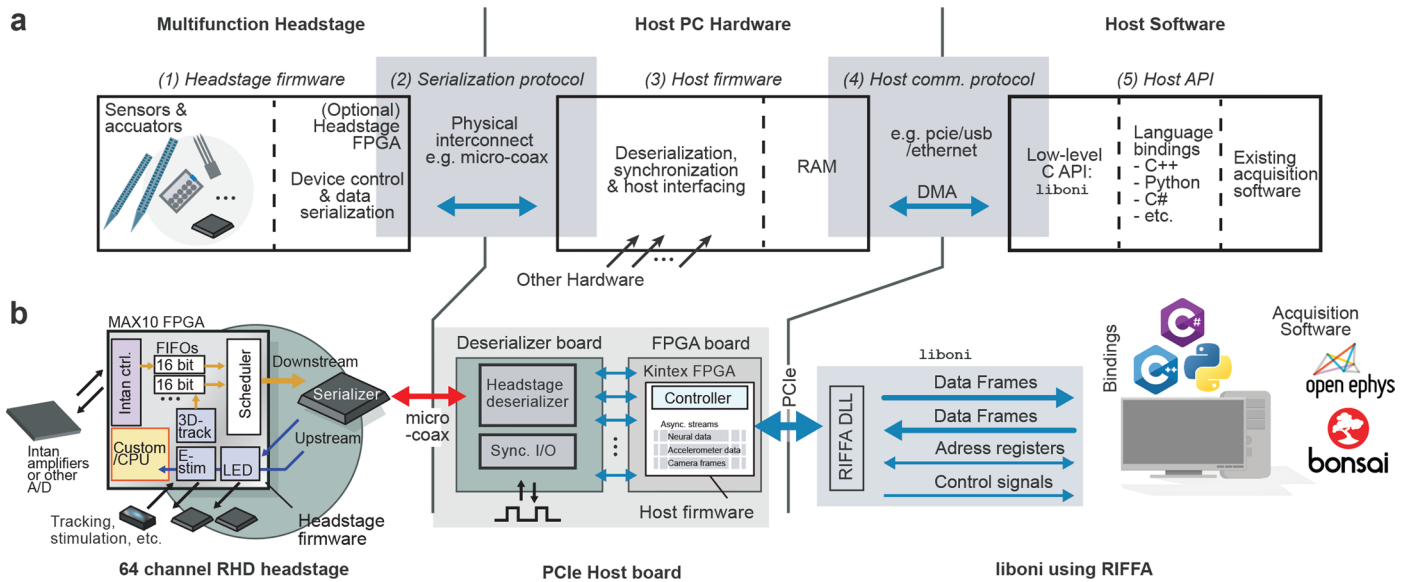 a
Multifunction Headstage
Host PC Hardware
Host Software
(1) Headstage firmware
(2) Serialization protocol
(3) Host firmware
(4) Host comm. protocol
(5) Host API
Sensors &
accuators
...
(Optional)
Headstage
FPGA
Device control
& data
serialization
Physical
interconnect
e.g. micro-coax
Deserialization,
synchronization
& host interfacing
RAM
...
Other Hardware
e.g. pcie/usb
/ethernet
DMA
Low-level
C API:
liboni
Language
bindings
- C++
- Python
- C#
- etc.
Existing
acquisition
software
b
MAX10 FPGA
Intan ctrl.
FIFOs
16 bit
16 bit
...
Scheduler
3D-
track
Custom
/CPU
E-
stim
LED
Downstream
Serializer
Upstream
Intan
amplifiers
or other
A/D
Tracking,
stimulation, etc.
Headstage
firmware
64 channel RHD headstage
micro
-coax
Deserializer board
Headstage
deserializer
Sync. I/O
FPGA board
Kintex FPGA
Controller
Async. streams
Neural data
Accelerometer data
Camera frames
Host firmware
PCIe Host board
PCIe
RIFFA DLL
liboni
Data Frames
Data Frames
Adress registers
Control signals
liboni using RIFFA
Bindings
C#
C++
Acquisition
Software
open ephys
bonsai